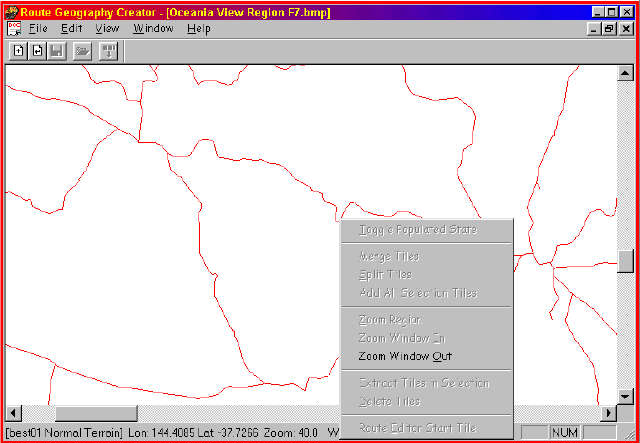 Route Geography Creator - [Oceania View Region F7.bmp]
File Edit View Window Help
Toggle Populated State
Merge Tiles
Split Tiles
Add All Selection Tiles
Zoom Region
Zoom Window In
Zoom Window Out
Extract Tiles in Selection
Delete Tiles
Route Editor Start Tile
[best01 Normal Terrain] Lon: 144.4085 Lat -37.7266 Zoom: 40.0 W NUM